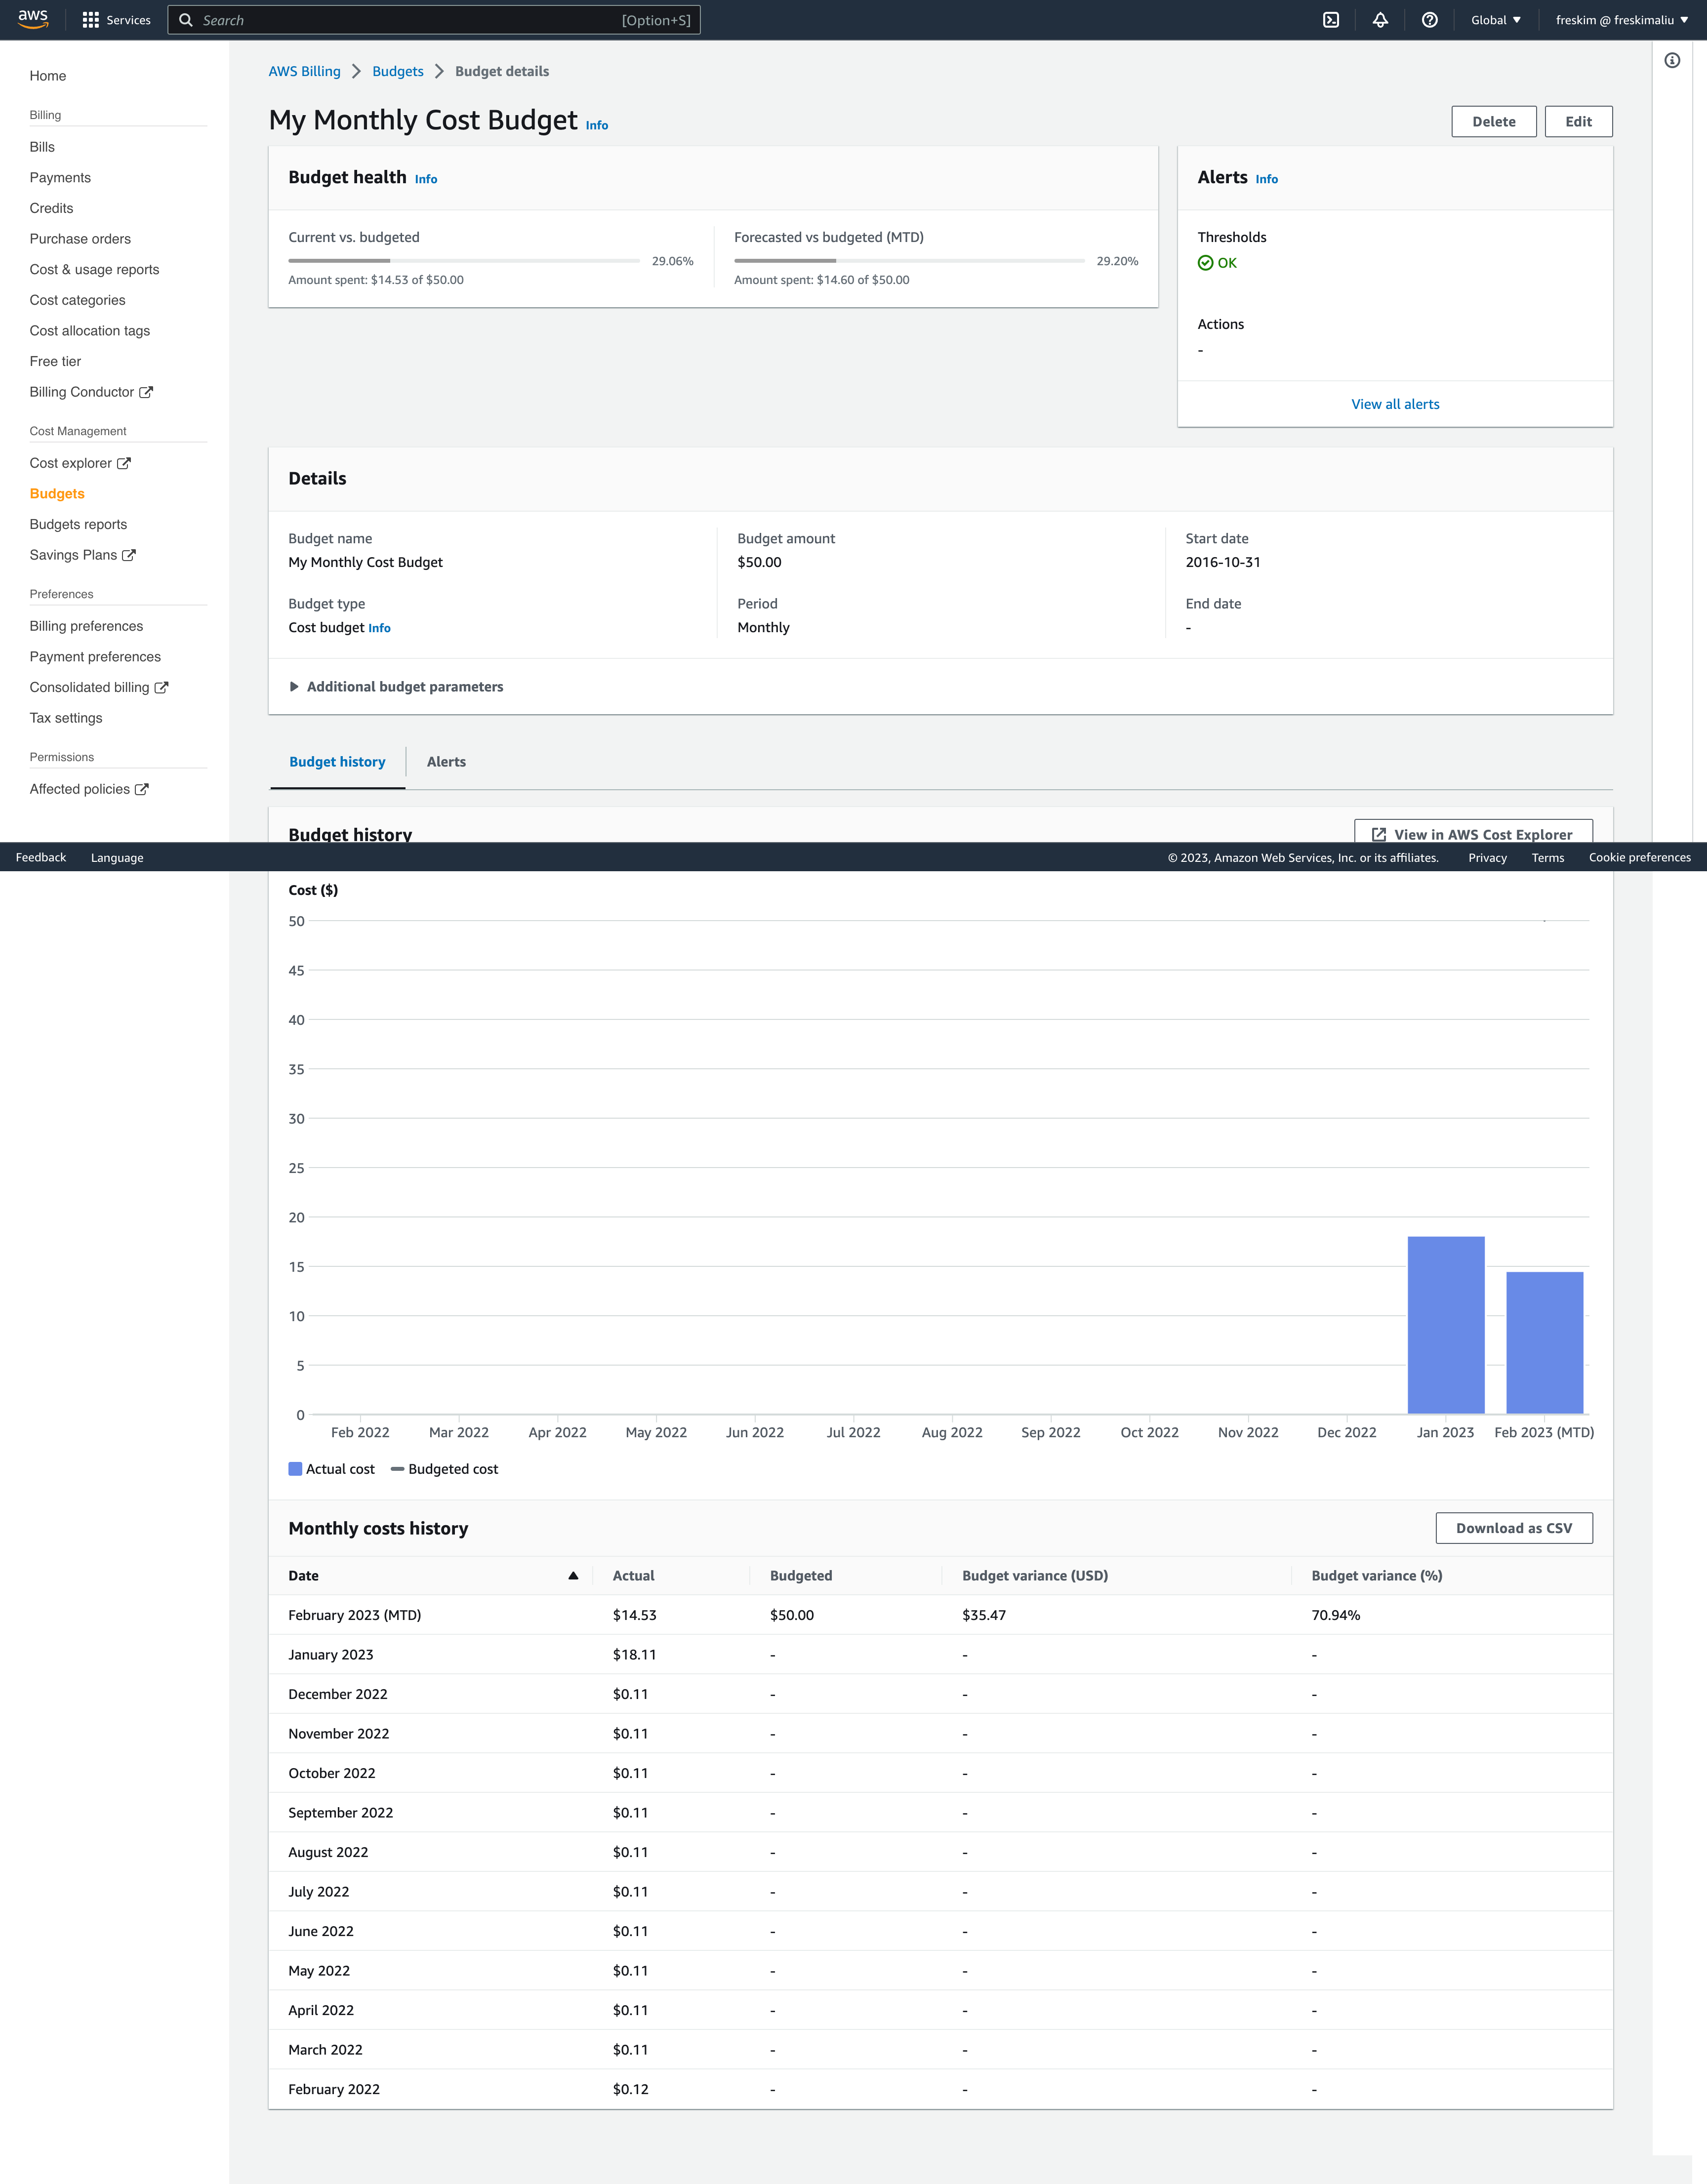 aws
Services
Search [Option+S]
Global
freskim @ freskimaliu
Home
Billing
Bills
Payments
Credits
Purchase orders
Cost & usage reports
Cost categories
Cost allocation tags
Free tier
Billing Conductor
Cost Management
Cost explorer
Budgets
Budgets reports
Savings Plans
Preferences
Billing preferences
Payment preferences
Consolidated billing
Tax settings
Permissions
Affected policies
AWS Billing > Budgets > Budget details
My Monthly Cost Budget Info
Delete Edit
Budget health Info
Current vs. budgeted
29.06%
Amount spent: $14.53 of $50.00
Forecasted vs budgeted (MTD)
29.20%
Amount spent: $14.60 of $50.00
Alerts Info
Thresholds
OK
Actions
-
View all alerts
Details
Budget name
My Monthly Cost Budget
Budget type
Cost budget Info
Budget amount
$50.00
Period
Monthly
Start date
2016-10-31
End date
-
Additional budget parameters
Budget history Alerts
Budget history
View in AWS Cost Explorer
Feedback Language © 2023, Amazon Web Services, Inc. or its affiliates. Privacy Terms Cookie preferences
Cost ($)
50
45
40
35
30
25
20
15
10
5
0
Feb 2022 Mar 2022 Apr 2022 May 2022 Jun 2022 Jul 2022 Aug 2022 Sep 2022 Oct 2022 Nov 2022 Dec 2022 Jan 2023 Feb 2023 (MTD)
Actual cost Budgeted cost
Monthly costs history
Download as CSV
Date Actual Budgeted Budget variance (USD) Budget variance (%)
February 2023 (MTD) $14.53 $50.00 $35.47 70.94%
January 2023 $18.11 - - -
December 2022 $0.11 - - -
November 2022 $0.11 - - -
October 2022 $0.11 - - -
September 2022 $0.11 - - -
August 2022 $0.11 - - -
July 2022 $0.11 - - -
June 2022 $0.11 - - -
May 2022 $0.11 - - -
April 2022 $0.11 - - -
March 2022 $0.11 - - -
February 2022 $0.12 - - -